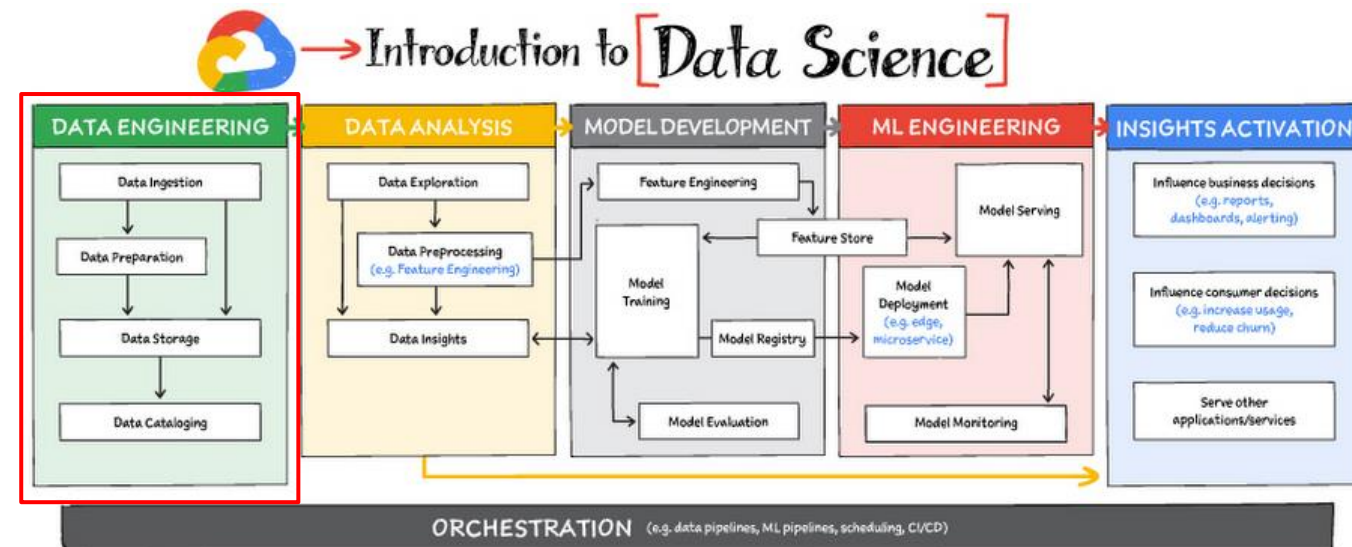 Introduction to [Data Science]
DATA ENGINEERING
Data Ingestion
Data Preparation
Data Storage
Data Cataloging
DATA ANALYSIS
Data Exploration
Data Preprocessing
(e.g. Feature Engineering)
Data Insights
MODEL DEVELOPMENT
Feature Engineering
Feature Store
Model
Training
Model Registry
Model Evaluation
ML ENGINEERING
Model Serving
Model
Deployment
(e.g. edge,
microservice)
Model Monitoring
INSIGHTS ACTIVATION
Influence business decisions
(e.g. reports,
dashboards, alerting)
Influence consumer decisions
(e.g. increase usage,
reduce churn)
Serve other
applications/services
ORCHESTRATION (e.g. data pipelines, ML pipelines, scheduling, CI/CD)